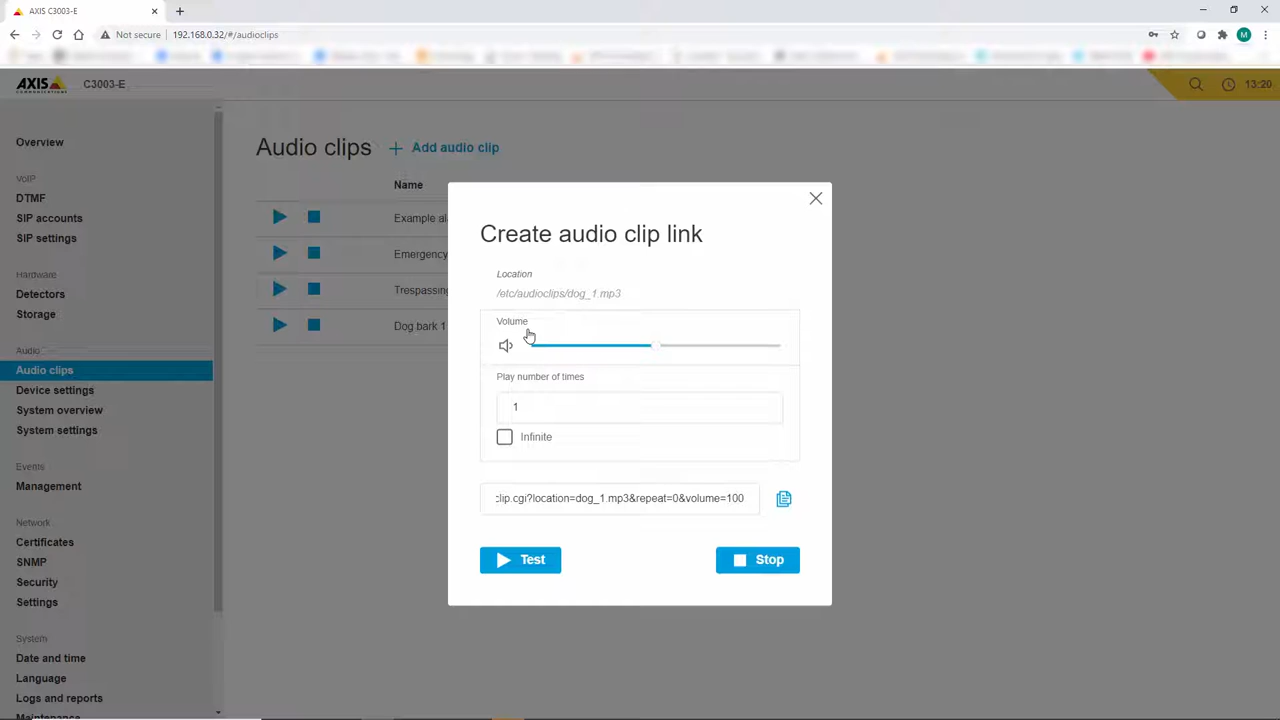 AXIS C3003-E
Not secure 192.168.0.32/#/audioclips
M
AXIS
COMMUNICATIONS
C3003-E
13:20
Overview
VoIP
DTMF
SIP accounts
SIP settings
Hardware
Detectors
Storage
Audio
Audio clips
Device settings
System overview
System settings
Events
Management
Network
Certificates
SNMP
Security
Settings
System
Date and time
Language
Logs and reports
Maintenance
Audio clips
Add audio clip
Name
Example al
Emergency
Trespassing
Dog bark 1
Create audio clip link
Location
/etc/audioclips/dog_1.mp3
Volume
Play number of times
1
Infinite
clip.cgi?location=dog_1.mp3&repeat=0&volume=100
Test
Stop